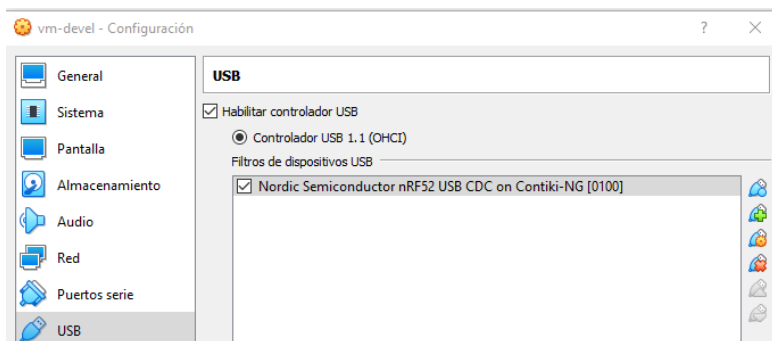 vm-devel - Configuración
?
General
USB
Sistema
Habilitar controlador USB
Controlador USB 1.1 (OHCI)
Pantalla
Filtros de dispositivos USB
Almacenamiento
Nordic Semiconductor nRF52 USB CDC on Contiki-NG [0100]
Audio
Red
Puertos serie
USB